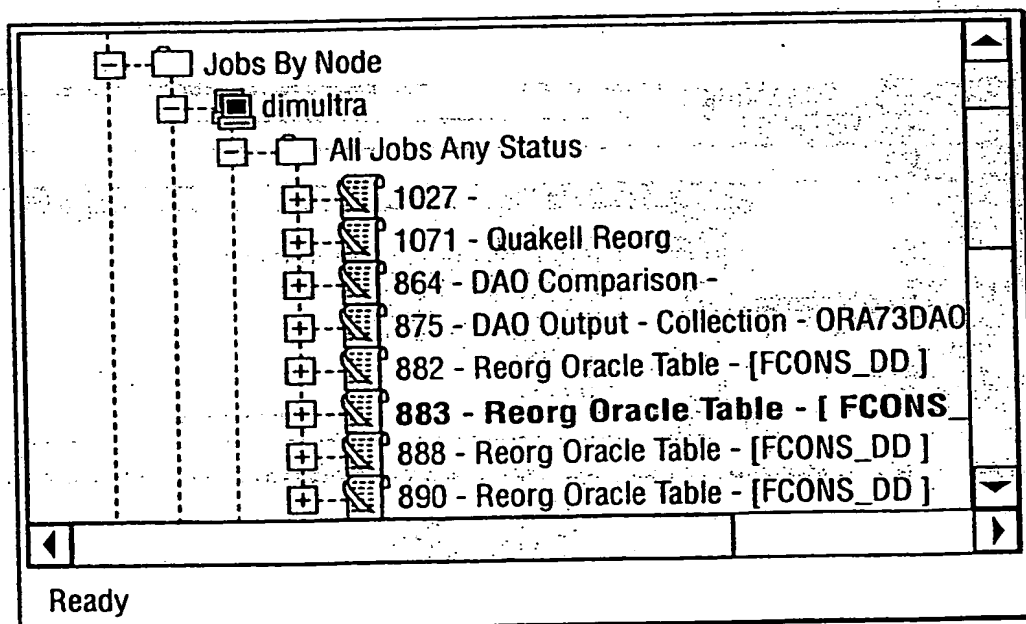 Jobs By Node
dimultra
All Jobs Any Status
1027 -
1071 - Quakell Reorg
864 - DAO Comparison -
875 - DAO Output - Collection - ORA73DAO
882 - Reorg Oracle Table - [FCONS_DD ]
883 - Reorg Oracle Table - [ FCONS_
888 - Reorg Oracle Table - [FCONS_DD ]
890 - Reorg Oracle Table - [FCONS_DD ]
Ready